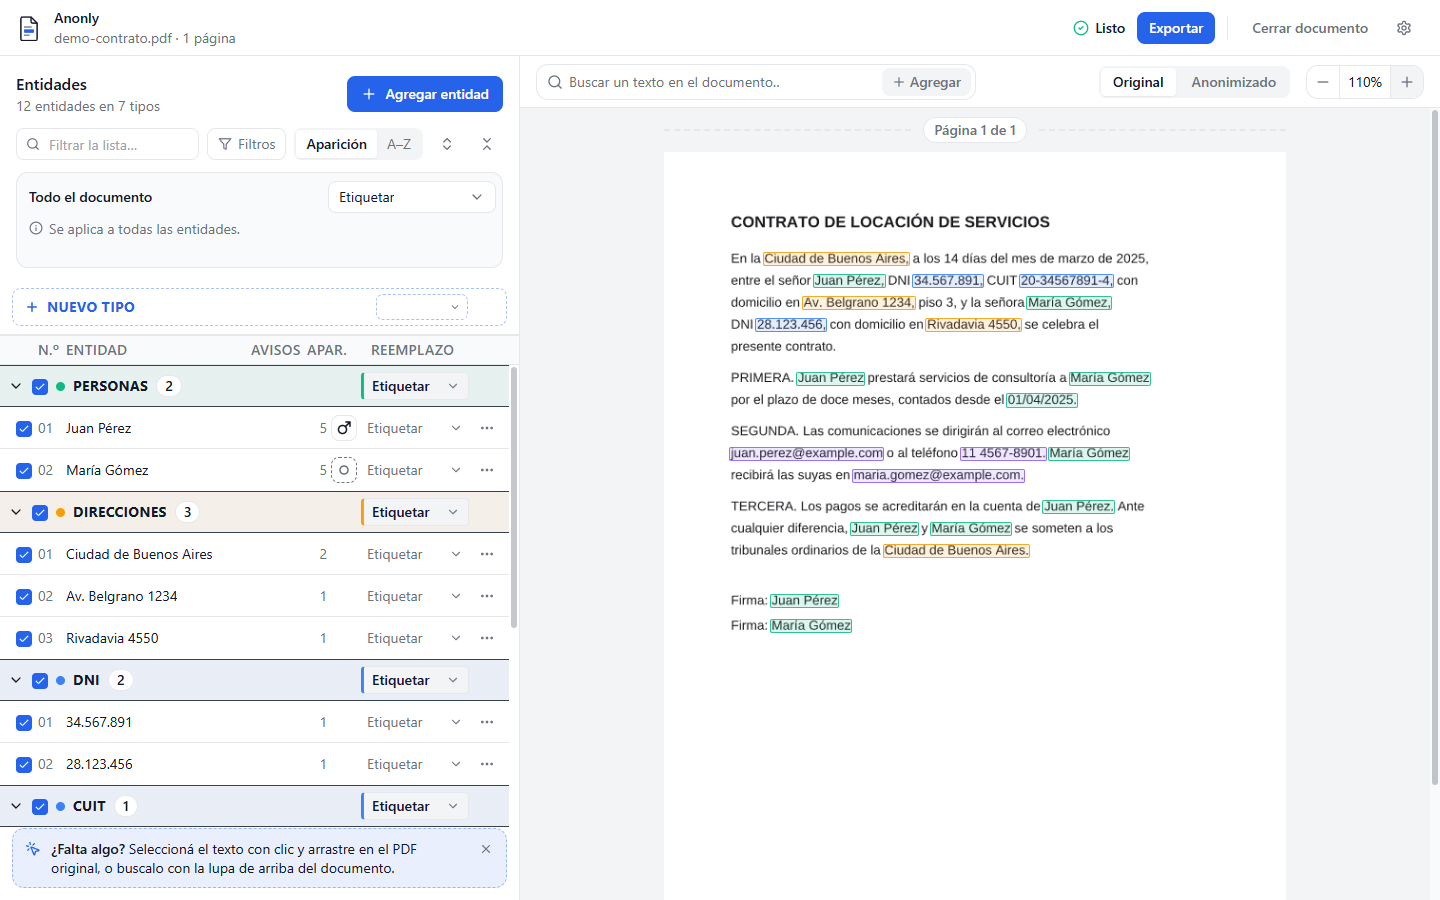 Anonly
demo-contrato.pdf · 1 página
Listo
Exportar
Cerrar documento
Entidades
12 entidades en 7 tipos
Agregar entidad
Filtrar la lista...
Filtros
Aparición
A–Z
Todo el documento
Etiquetar
Se aplica a todas las entidades.
NUEVO TIPO
N.º ENTIDAD AVISOS APAR. REEMPLAZO
PERSONAS 2 Etiquetar
01 Juan Pérez 5 Etiquetar
02 María Gómez 5 Etiquetar
DIRECCIONES 3 Etiquetar
01 Ciudad de Buenos Aires 2 Etiquetar
02 Av. Belgrano 1234 1 Etiquetar
03 Rivadavia 4550 1 Etiquetar
DNI 2 Etiquetar
01 34.567.891 1 Etiquetar
02 28.123.456 1 Etiquetar
CUIT 1 Etiquetar
¿Falta algo? Seleccioná el texto con clic y arrastre en el PDF
original, o buscalo con la lupa de arriba del documento.
Buscar un texto en el documento..
Agregar
Original
Anonimizado
110%
Página 1 de 1
CONTRATO DE LOCACIÓN DE SERVICIOS
En la Ciudad de Buenos Aires, a los 14 días del mes de marzo de 2025,
entre el señor Juan Pérez, DNI 34.567.891, CUIT 20-34567891-4, con
domicilio en Av. Belgrano 1234, piso 3, y la señora María Gómez,
DNI 28.123.456, con domicilio en Rivadavia 4550, se celebra el
presente contrato.
PRIMERA. Juan Pérez prestará servicios de consultoría a María Gómez
por el plazo de doce meses, contados desde el 01/04/2025.
SEGUNDA. Las comunicaciones se dirigirán al correo electrónico
juan.perez@example.com o al teléfono 11 4567-8901. María Gómez
recibirá las suyas en maria.gomez@example.com.
TERCERA. Los pagos se acreditarán en la cuenta de Juan Pérez. Ante
cualquier diferencia, Juan Pérez y María Gómez se someten a los
tribunales ordinarios de la Ciudad de Buenos Aires.
Firma: Juan Pérez
Firma: María Gómez